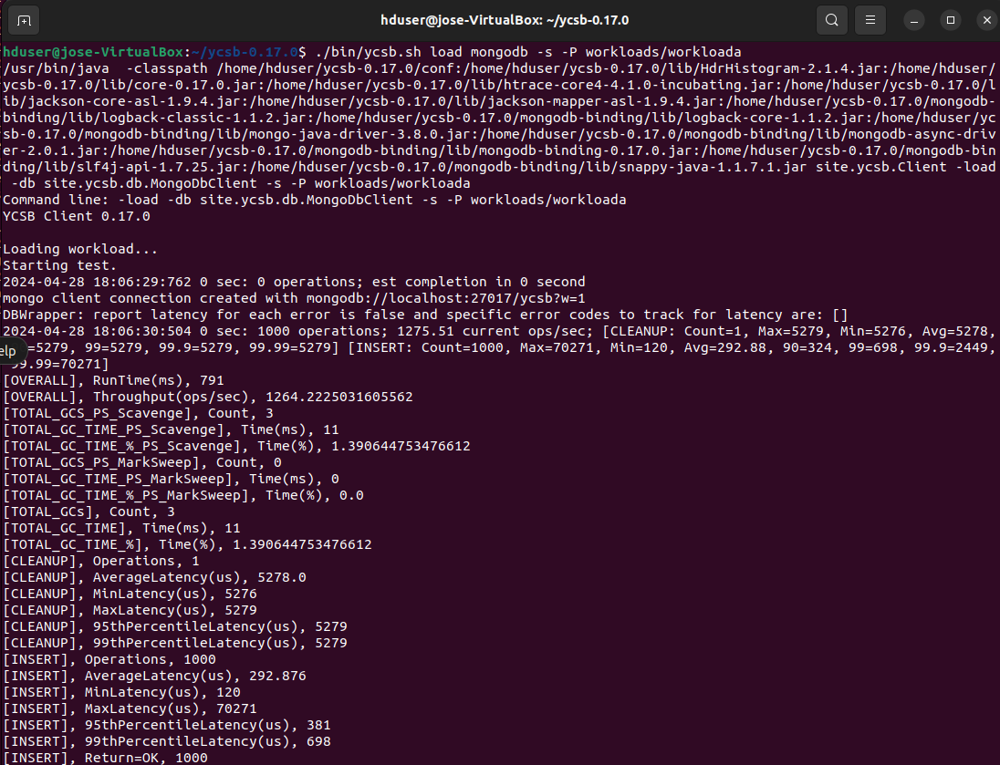 hduser@jose-VirtualBox: ~/ycsb-0.17.0
hduser@jose-VirtualBox:~/ycsb-0.17.0$ ./bin/ycsb.sh load mongodb -s -P workloads/workloada
/usr/bin/java  -classpath /home/hduser/ycsb-0.17.0/conf:/home/hduser/ycsb-0.17.0/lib/HdrHistogram-2.1.4.jar:/home/hduser/
ycsb-0.17.0/lib/core-0.17.0.jar:/home/hduser/ycsb-0.17.0/lib/htrace-core4-4.1.0-incubating.jar:/home/hduser/ycsb-0.17.0/l
ib/jackson-core-asl-1.9.4.jar:/home/hduser/ycsb-0.17.0/lib/jackson-mapper-asl-1.9.4.jar:/home/hduser/ycsb-0.17.0/mongodb-
binding/lib/logback-classic-1.1.2.jar:/home/hduser/ycsb-0.17.0/mongodb-binding/lib/logback-core-1.1.2.jar:/home/hduser/yc
sb-0.17.0/mongodb-binding/lib/mongo-java-driver-3.8.0.jar:/home/hduser/ycsb-0.17.0/mongodb-binding/lib/mongodb-async-driv
er-2.0.1.jar:/home/hduser/ycsb-0.17.0/mongodb-binding/lib/mongodb-binding-0.17.0.jar:/home/hduser/ycsb-0.17.0/mongodb-bin
ding/lib/slf4j-api-1.7.25.jar:/home/hduser/ycsb-0.17.0/mongodb-binding/lib/snappy-java-1.1.7.1.jar site.ycsb.Client -load
 -db site.ycsb.db.MongoDbClient -s -P workloads/workloada
Command line: -load -db site.ycsb.db.MongoDbClient -s -P workloads/workloada
YCSB Client 0.17.0
Loading workload...
Starting test.
2024-04-28 18:06:29:762 0 sec: 0 operations; est completion in 0 second
mongo client connection created with mongodb://localhost:27017/ycsb?w=1
DBWrapper: report latency for each error is false and specific error codes to track for latency are: []
2024-04-28 18:06:30:504 0 sec: 1000 operations; 1275.51 current ops/sec; [CLEANUP: Count=1, Max=5279, Min=5276, Avg=5278,
elp =5279, 99=5279, 99.9=5279, 99.99=5279] [INSERT: Count=1000, Max=70271, Min=120, Avg=292.88, 90=324, 99=698, 99.9=2449,
 99.99=70271]
[OVERALL], RunTime(ms), 791
[OVERALL], Throughput(ops/sec), 1264.2225031605562
[TOTAL_GCS_PS_Scavenge], Count, 3
[TOTAL_GC_TIME_PS_Scavenge], Time(ms), 11
[TOTAL_GC_TIME_%_PS_Scavenge], Time(%), 1.390644753476612
[TOTAL_GCS_PS_MarkSweep], Count, 0
[TOTAL_GC_TIME_PS_MarkSweep], Time(ms), 0
[TOTAL_GC_TIME_%_PS_MarkSweep], Time(%), 0.0
[TOTAL_GCs], Count, 3
[TOTAL_GC_TIME], Time(ms), 11
[TOTAL_GC_TIME_%], Time(%), 1.390644753476612
[CLEANUP], Operations, 1
[CLEANUP], AverageLatency(us), 5278.0
[CLEANUP], MinLatency(us), 5276
[CLEANUP], MaxLatency(us), 5279
[CLEANUP], 95thPercentileLatency(us), 5279
[CLEANUP], 99thPercentileLatency(us), 5279
[INSERT], Operations, 1000
[INSERT], AverageLatency(us), 292.876
[INSERT], MinLatency(us), 120
[INSERT], MaxLatency(us), 70271
[INSERT], 95thPercentileLatency(us), 381
[INSERT], 99thPercentileLatency(us), 698
[INSERT], Return=OK, 1000